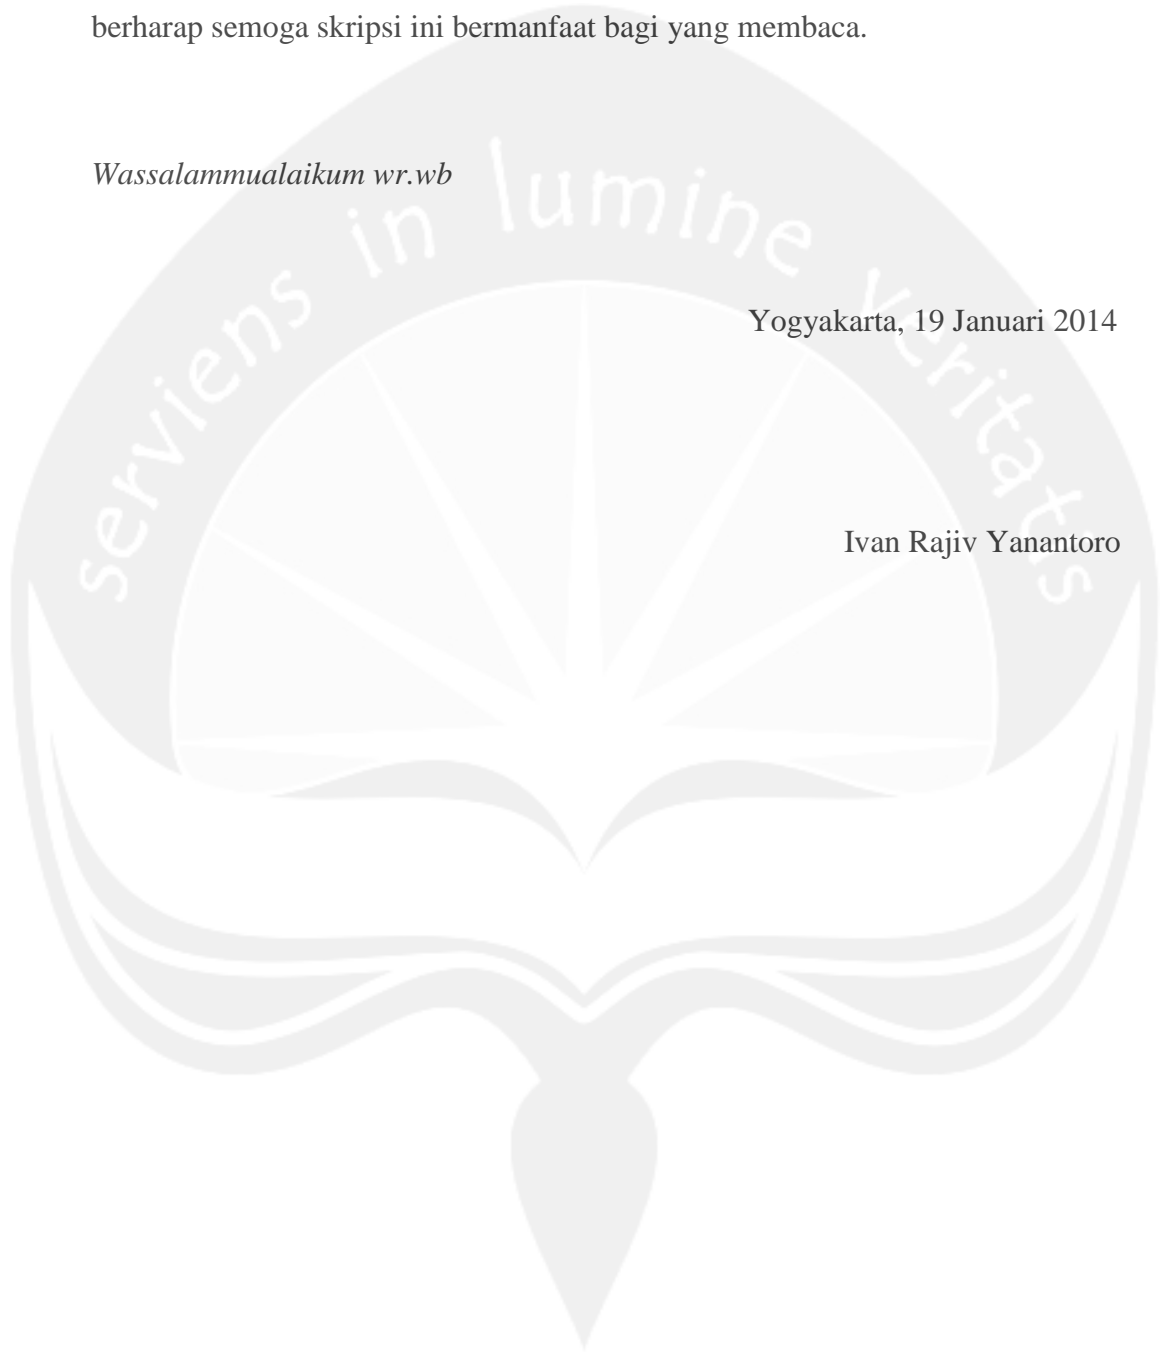 berharap semoga skripsi ini bermanfaat bagi yang membaca.
Wassalammualaikum wr.wb
serviens in lumine veritatis
Yogyakarta, 19 Januari 2014
Ivan Rajiv Yanantoro